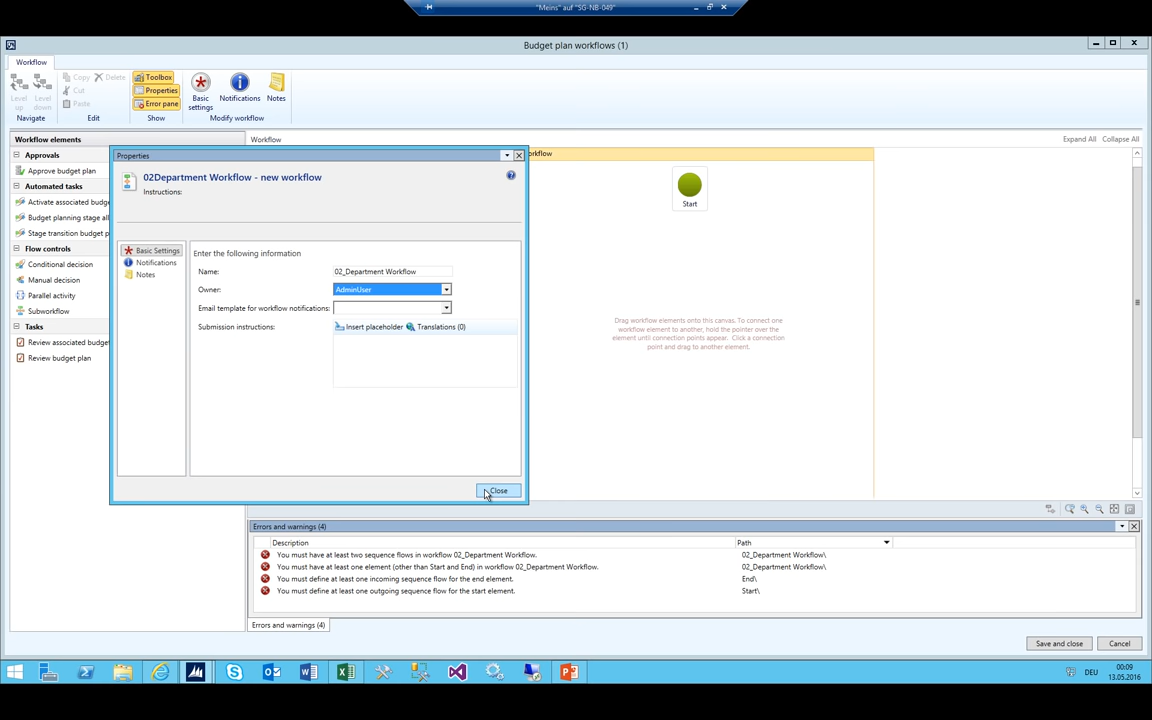 "Meins" auf "SG-NB-049"
Budget plan workflows (1)
Workflow
Level up
Level down
Navigate
Copy
Delete
Cut
Paste
Edit
Toolbox
Properties
Error pane
Show
Basic settings
Notifications
Notes
Modify workflow
Workflow elements
Approvals
Approve budget plan
Automated tasks
Activate associated budge
Budget planning stage all
Stage transition budget p
Flow controls
Conditional decision
Manual decision
Parallel activity
Subworkflow
Tasks
Review associated budget
Review budget plan
Workflow
Expand All
Collapse All
orkflow
Start
Drag workflow elements onto this canvas. To connect one
workflow element to another, hold the pointer over the
element until connection points appear. Click a connection
point and drag to another element.
Properties
02Department Workflow - new workflow
Instructions:
Basic Settings
Notifications
Notes
Enter the following information
Name:
02_Department Workflow
Owner:
AdminUser
Email template for workflow notifications:
Submission instructions:
Insert placeholder
Translations (0)
Close
Errors and warnings (4)
Description
Path
You must have at least two sequence flows in workflow 02_Department Workflow.
02_Department Workflow\
You must have at least one element (other than Start and End) in workflow 02_Department Workflow.
02_Department Workflow\
You must define at least one incoming sequence flow for the end element.
End\
You must define at least one outgoing sequence flow for the start element.
Start\
Errors and warnings (4)
Save and close
Cancel
DEU
00:09
13.05.2016